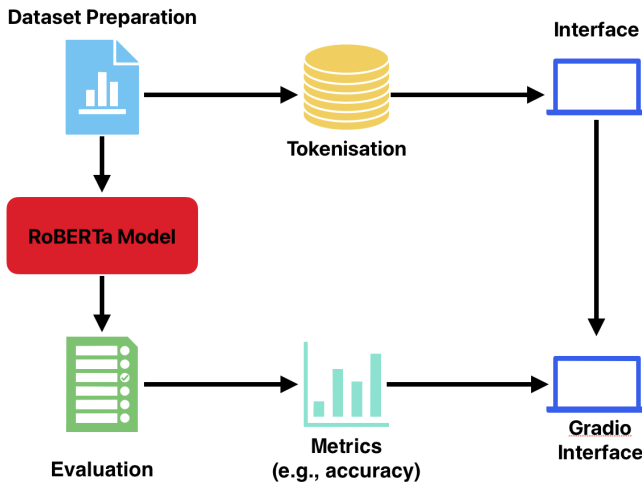 Dataset Preparation
Interface
Tokenisation
RoBERTa Model
Evaluation
Metrics
(e.g., accuracy)
Gradio
Interface